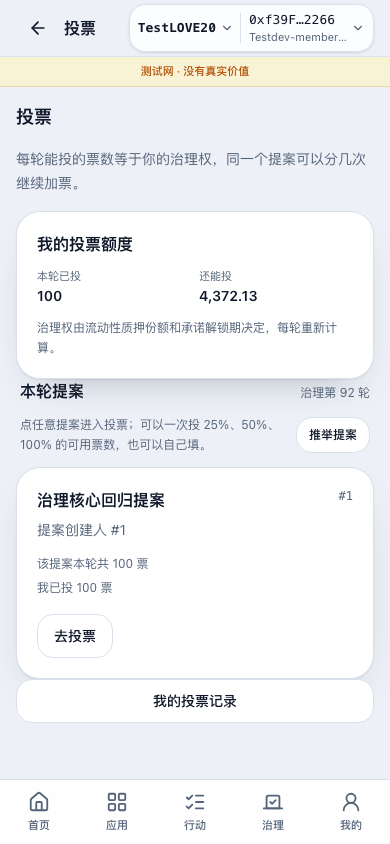 投票
TestLOVE20
0xf39F…2266
Testdev-member…
测试网 · 没有真实价值
投票
每轮能投的票数等于你的治理权，同一个提案可以分几次
继续加票。
我的投票额度
本轮已投
还能投
100
4,372.13
治理权由流动性质押份额和承诺解锁期决定，每轮重新计
算。
本轮提案
治理第 92 轮
点任意提案进入投票；可以一次投 25%、50%、
100% 的可用票数，也可以自己填。
推举提案
治理核心回归提案
#1
提案创建人 #1
该提案本轮共 100 票
我已投 100 票
去投票
我的投票记录
首页
应用
行动
治理
我的